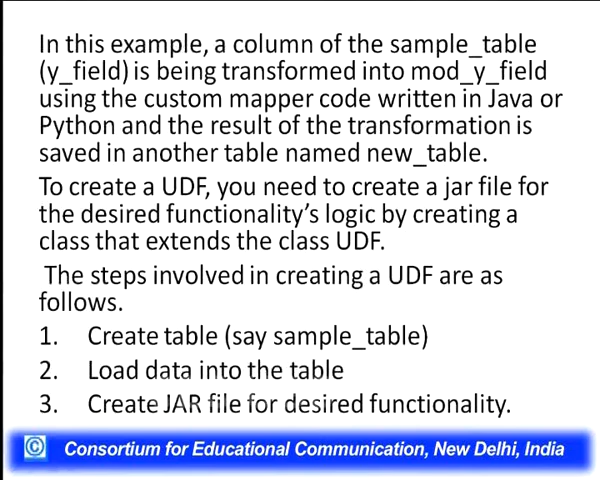 In this example, a column of the sample_table
(y_field) is being transformed into mod_y_field
using the custom mapper code written in Java or
Python and the result of the transformation is
saved in another table named new_table.
To create a UDF, you need to create a jar file for
the desired functionality's logic by creating a
class that extends the class UDF.
The steps involved in creating a UDF are as
follows.
1. Create table (say sample_table)
2. Load data into the table
3. Create JAR file for desired functionality.
© Consortium for Educational Communication, New Delhi, India